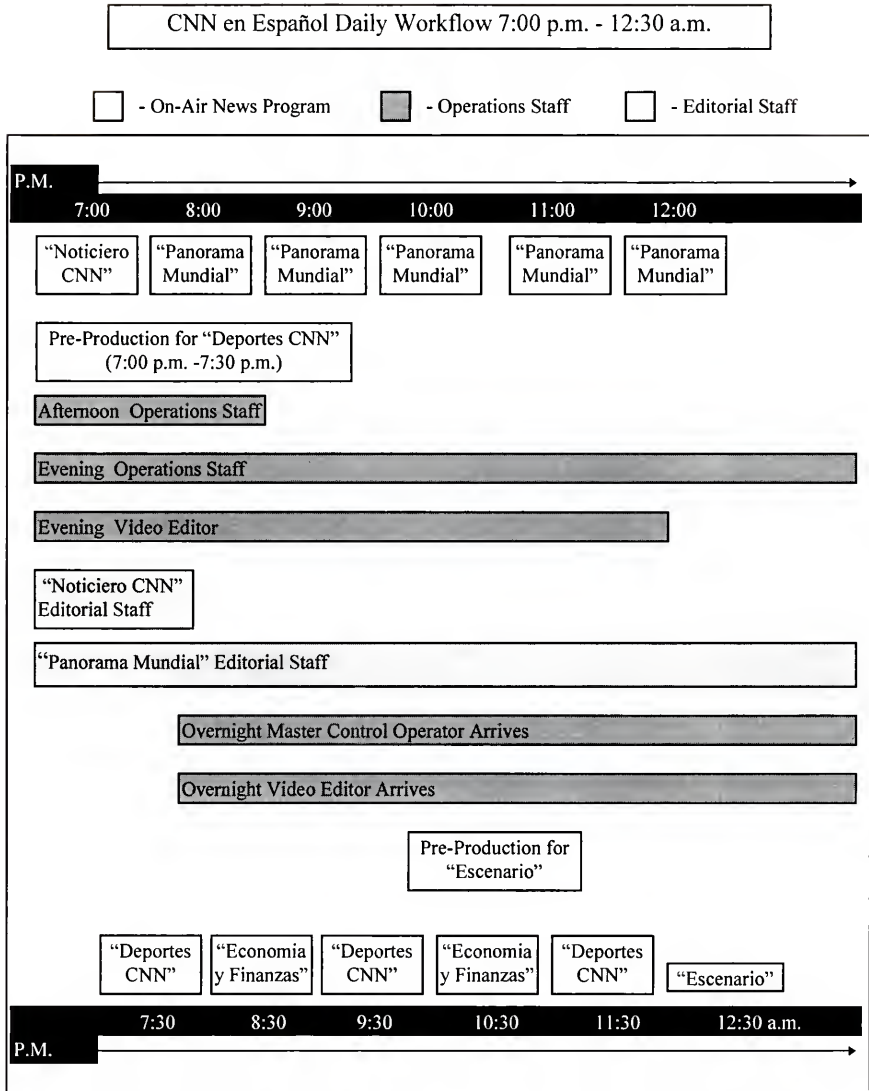 CNN en Español Daily Workflow 7:00 p.m. - 12:30 a.m.
- On-Air News Program - Operations Staff - Editorial Staff
P.M.
7:00 8:00 9:00 10:00 11:00 12:00
“Noticiero “Panorama “Panorama “Panorama “Panorama “Panorama
CNN” Mundial” Mundial” Mundial” Mundial” Mundial”
Pre-Production for “Deportes CNN”
(7:00 p.m. -7:30 p.m.)
Afternoon Operations Staff
Evening Operations Staff
Evening Video Editor
“Noticiero CNN”
Editorial Staff
“Panorama Mundial” Editorial Staff
Overnight Master Control Operator Arrives
Overnight Video Editor Arrives
Pre-Production for
“Escenario”
“Deportes “Economia “Deportes “Economia “Deportes
CNN” y Finanzas” CNN” y Finanzas” CNN” “Escenario”
7:30 8:30 9:30 10:30 11:30 12:30 a.m.
P.M.